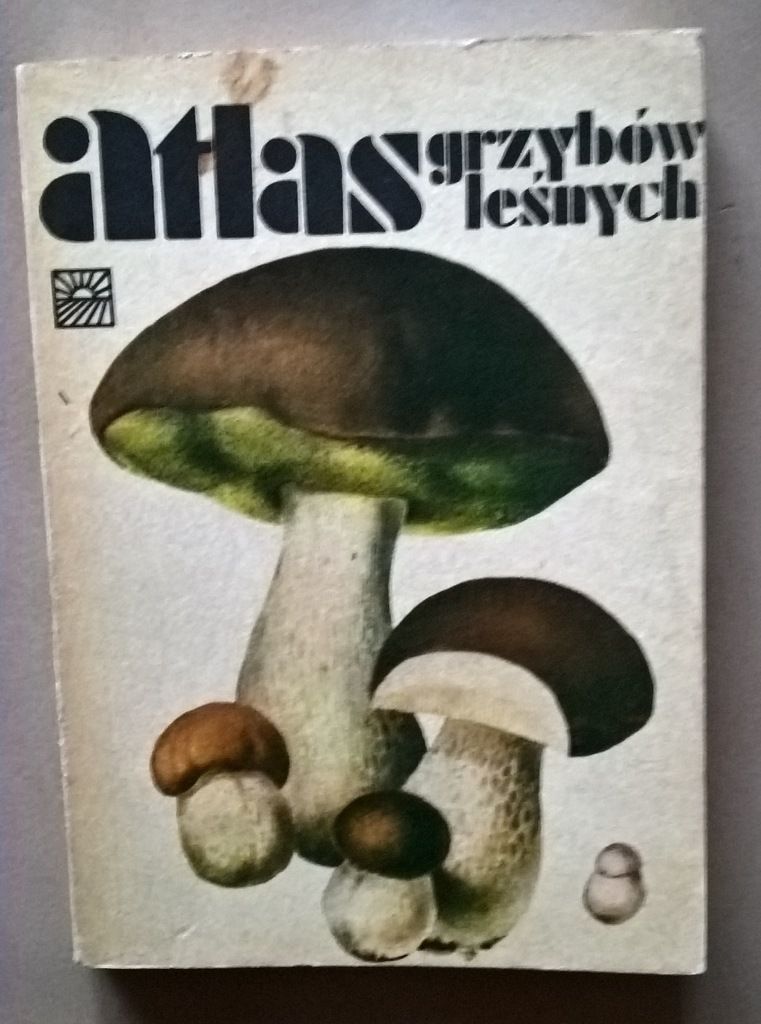 atlas
grzybów
leśnych